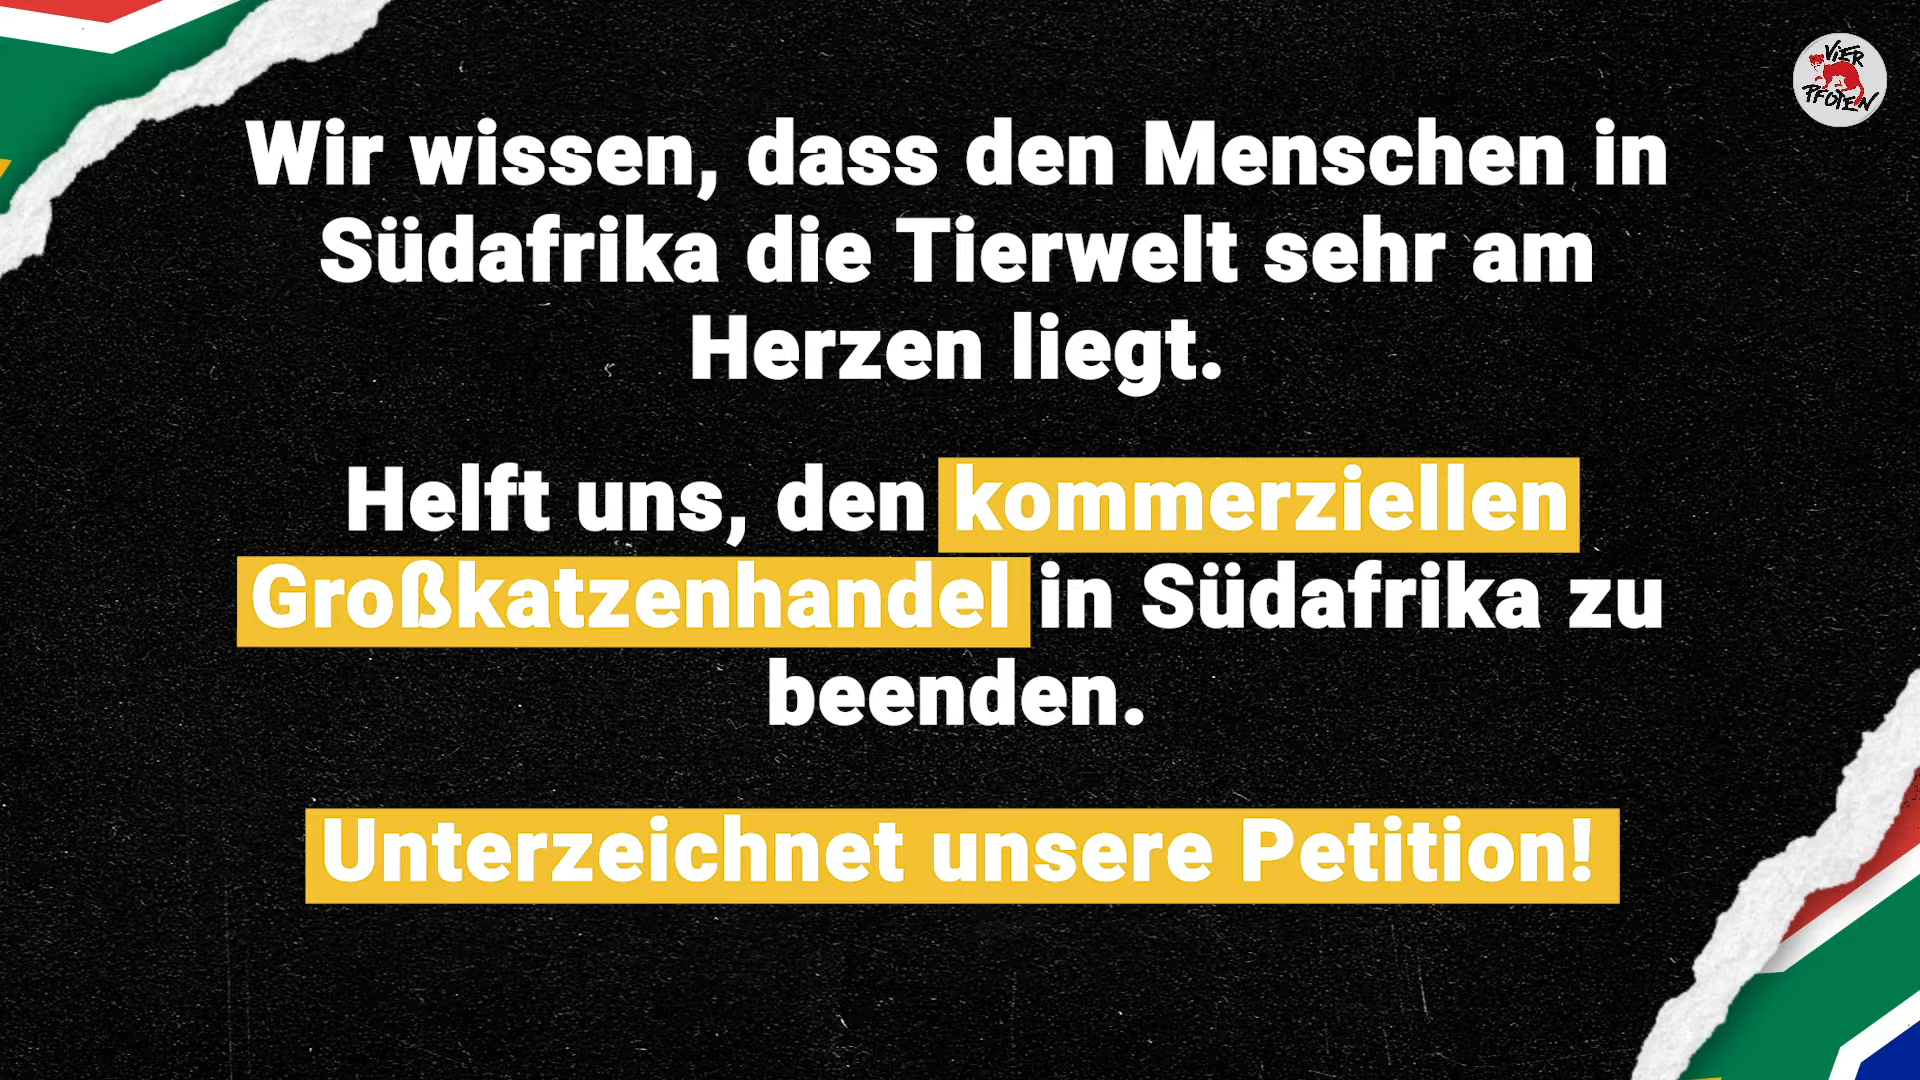 VIER
PFOTEN
Wir wissen, dass den Menschen in
Südafrika die Tierwelt sehr am
Herzen liegt.
Helft uns, den kommerziellen
Großkatzenhandel in Südafrika zu
beenden.
Unterzeichnet unsere Petition!